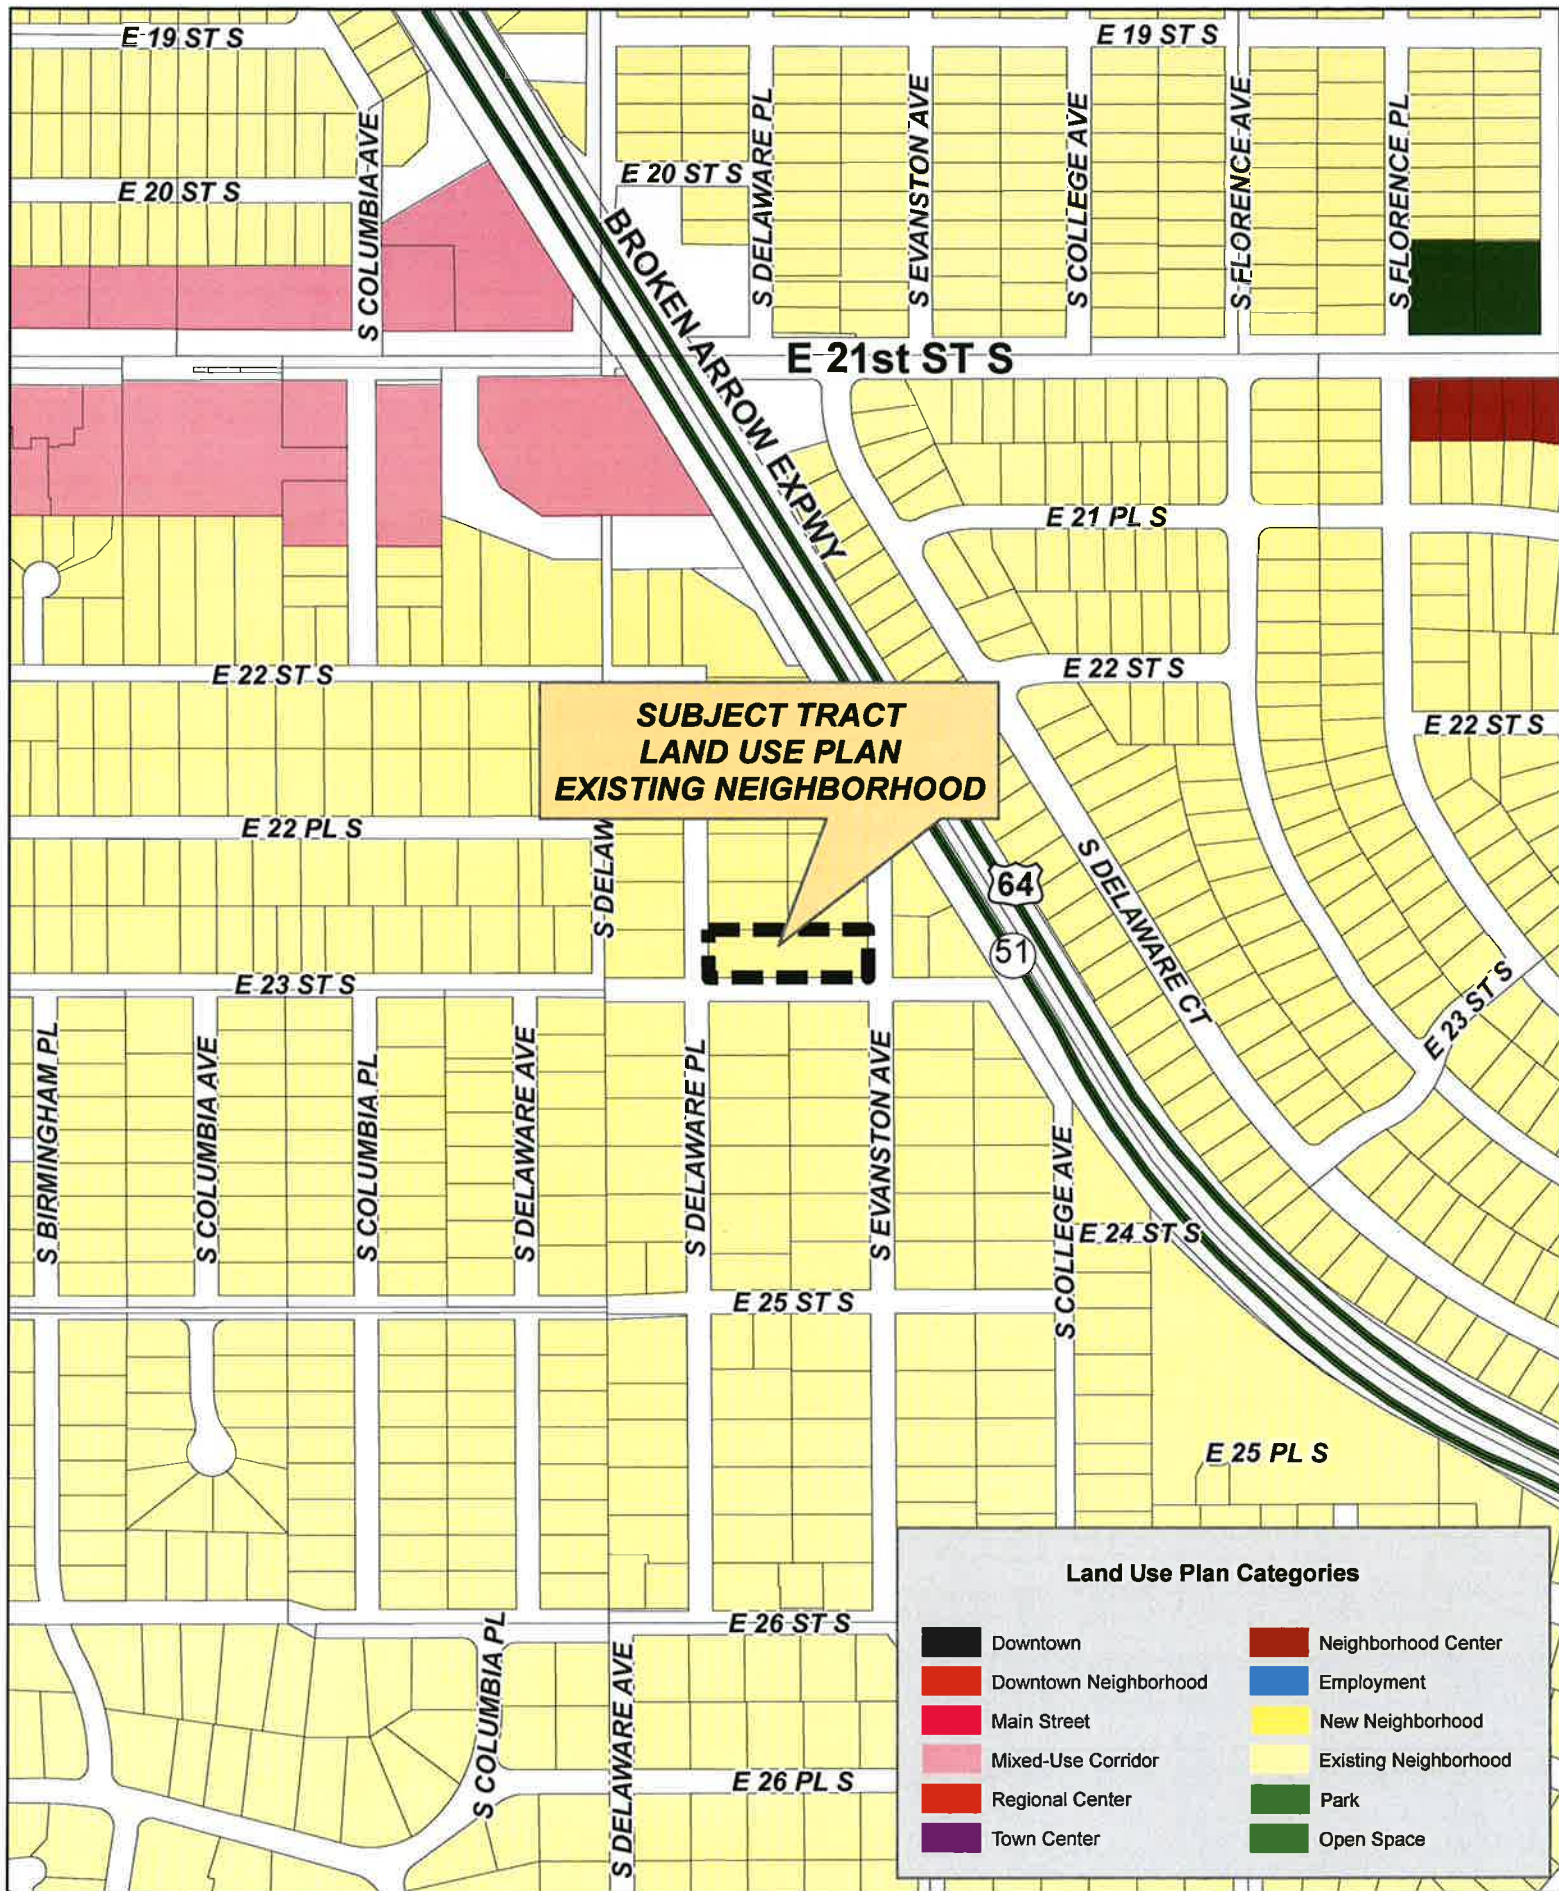 E 19 ST S
E 19 ST S
S COLUMBIA AVE
S DELAWARE PL
S EVANSTON AVE
S COLLEGE AVE
S FLORENCE AVE
S FLORENCE PL
E 20 ST S
E 20 ST S
BROKEN ARROW EXPWY
E 21st ST S
E 21 PL S
E 22 ST S
E 22 ST S
E 22 ST S
SUBJECT TRACT
LAND USE PLAN
EXISTING NEIGHBORHOOD
E 22 PL S
S DELAW
64
51
S DELAWARE CT
E 23 ST S
E 23 ST S
S BIRMINGHAM PL
S COLUMBIA AVE
S COLUMBIA PL
S DELAWARE AVE
S DELAWARE PL
S EVANSTON AVE
S COLLEGE AVE
E 24 ST S
E 25 ST S
E 25 PL S
E 26 ST S
S COLUMBIA PL
S DELAWARE AVE
E 26 PL S
Land Use Plan Categories
Downtown
Downtown Neighborhood
Main Street
Mixed-Use Corridor
Regional Center
Town Center
Neighborhood Center
Employment
New Neighborhood
Existing Neighborhood
Park
Open Space